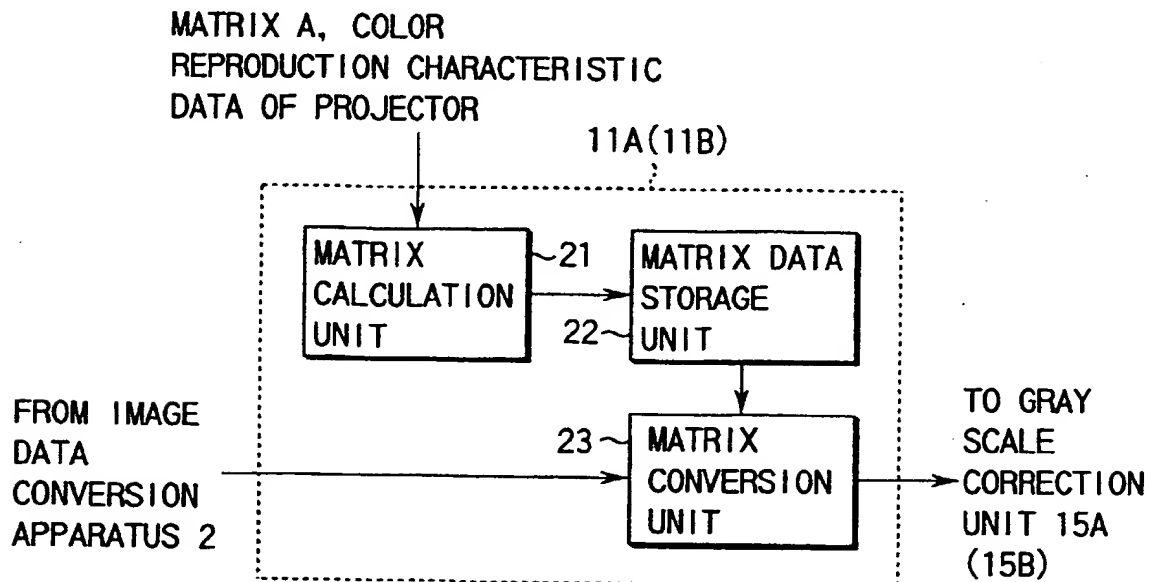 MATRIX A, COLOR
REPRODUCTION CHARACTERISTIC
DATA OF PROJECTOR
11A(11B)
MATRIX
CALCULATION
UNIT
21
MATRIX DATA
STORAGE
UNIT
22
FROM IMAGE
DATA
CONVERSION
APPARATUS 2
23
MATRIX
CONVERSION
UNIT
TO GRAY
SCALE
CORRECTION
UNIT 15A
(15B)